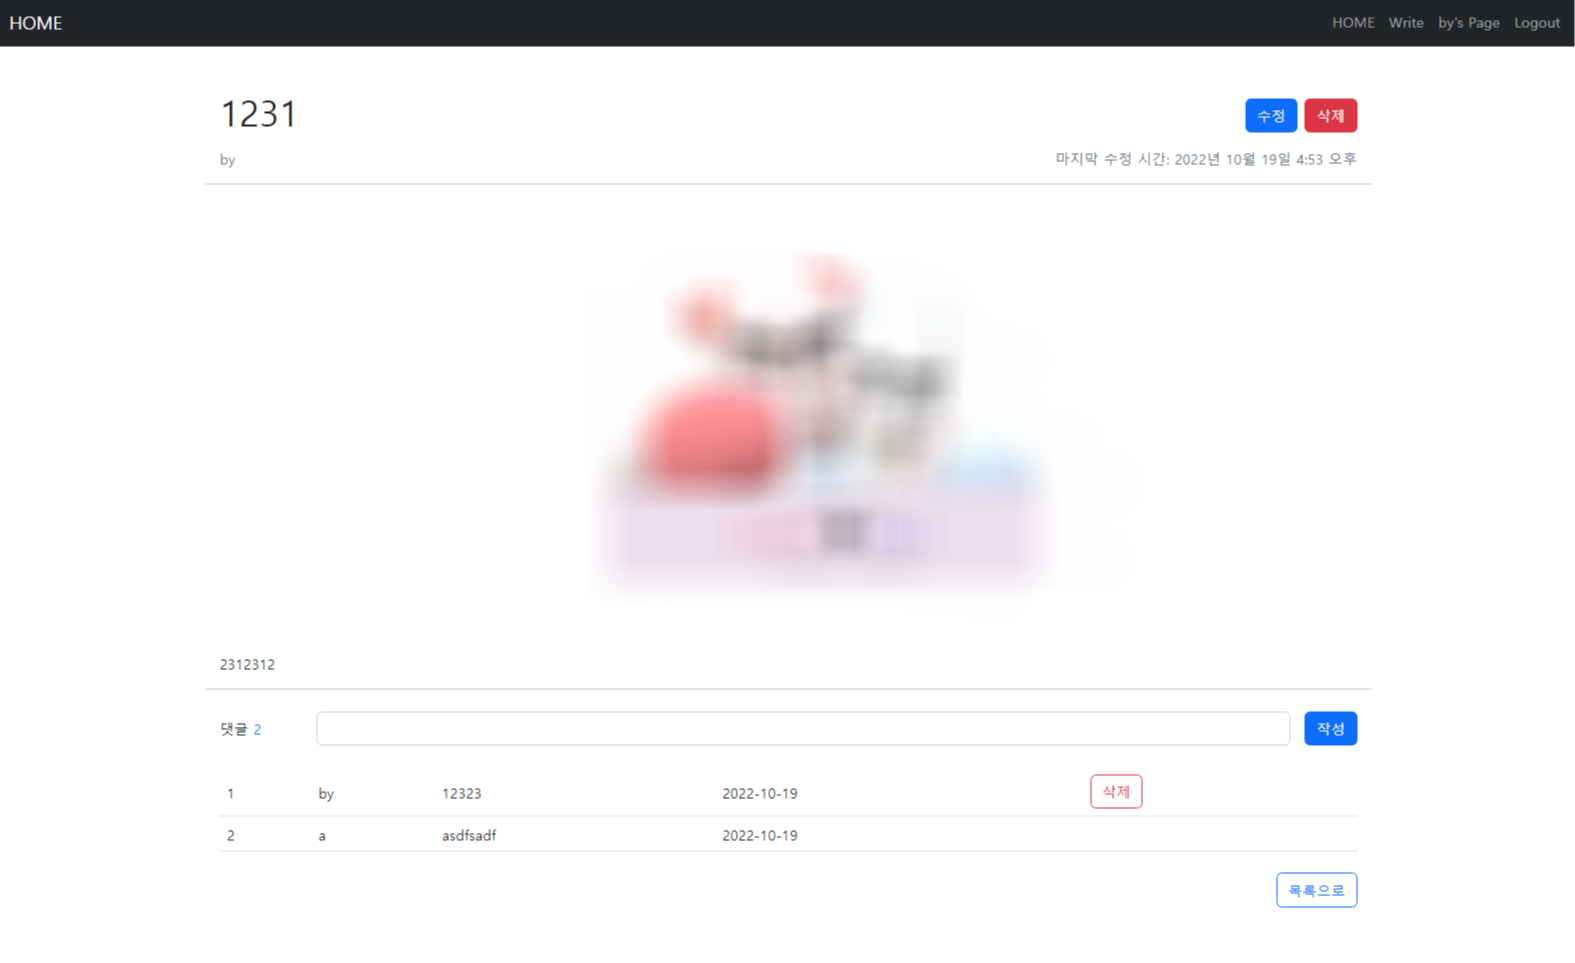 HOME HOME Write by's Page Logout
1231 수정 삭제
by 마지막 수정 시간: 2022년 10월 19일 4:53 오후
2312312
댓글 2 작성
1 by 12323 2022-10-19 삭제
2 a asdfsadf 2022-10-19
목록으로